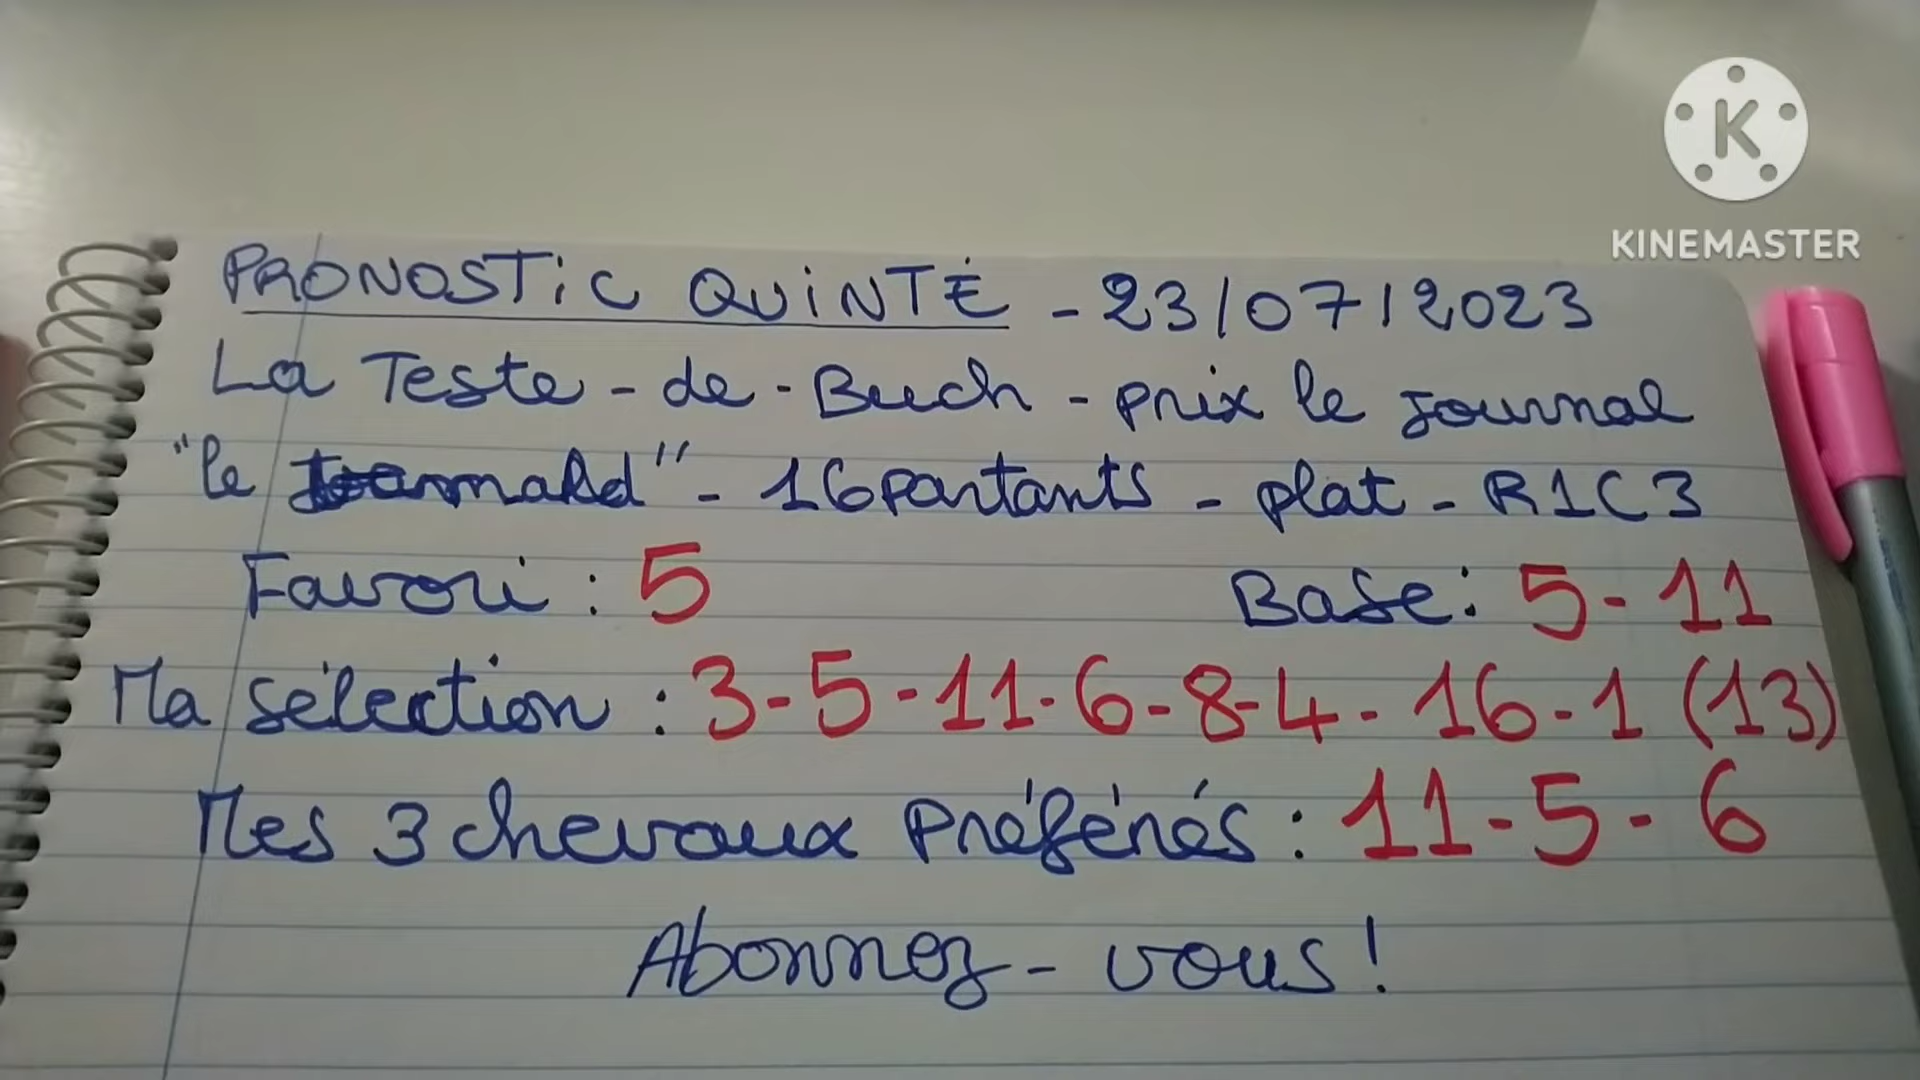 KINEMASTER
PRONOSTIC QUINTÉ - 23/07/2023
La Teste-de-Buch - prix le journal
"le " - 16 partants - plat - R1C3
Favori : 5 Base : 5-11
Ma sélection : 3-5-11-6-8-4-16-1 (13)
Mes 3 chevaux préférés : 11-5-6
Abonnez-vous !